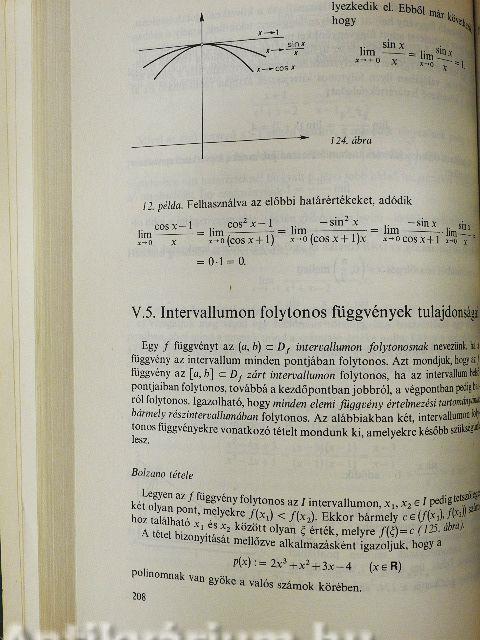 lyezkedik el. Ebből már
hogy
x→1
x→ sin x / x
x→cos x
lim x→+0 sin x / x = lim x→0 sin x / x = 1.
124. ábra
12. példa. Felhasználva az előbbi határértékeket, adódik
lim x→0 cos x−1 / x = lim x→0 cos² x−1 / (cos x+1) = lim x→0 −sin² x / (cos x+1)x = lim x→0 −sin x / cos x+1 · lim x→0 sin x =
= 0·1 = 0.
V.5. Intervallumon folytonos függvények tulajdonságai
Egy f függvényt az (a, b) ⊂ D_f intervallumon folytonosnak nevezünk, ha a
függvény az intervallum minden pontjában folytonos. Azt mondjuk, hogy az f
függvény az [a, b] ⊂ D_f zárt intervallumon folytonos, ha az intervallum belső
pontjaiban folytonos, továbbá a kezdőpontban jobbról, a végpontban pedig bal-
ról folytonos. Igazolható, hogy minden elemi függvény értelmezési tartományának
bármely részintervallumában folytonos. Az alábbiakban két, intervallumon foly-
tonos függvényekre vonatkozó tételt mondunk ki, amelyekre később szükségünk
lesz.
Bolzano tétele
Legyen az f függvény folytonos az I intervallumon, x₁, x₂ ∈ I pedig
két olyan pont, melyekre f(x₁) < f(x₂). Ekkor bármely c ∈ (f(x₁), f(x₂))
hoz található x₁ és x₂ között olyan ξ érték, melyre f(ξ)=c (125. ábra).
A tétel bizonyítását mellőzve alkalmazásként igazoljuk, hogy a
p(x) := 2x³+x²+3x−4 (x∈R)
polinomnak van gyöke a valós számok körében.
208
Antikvárium.hu